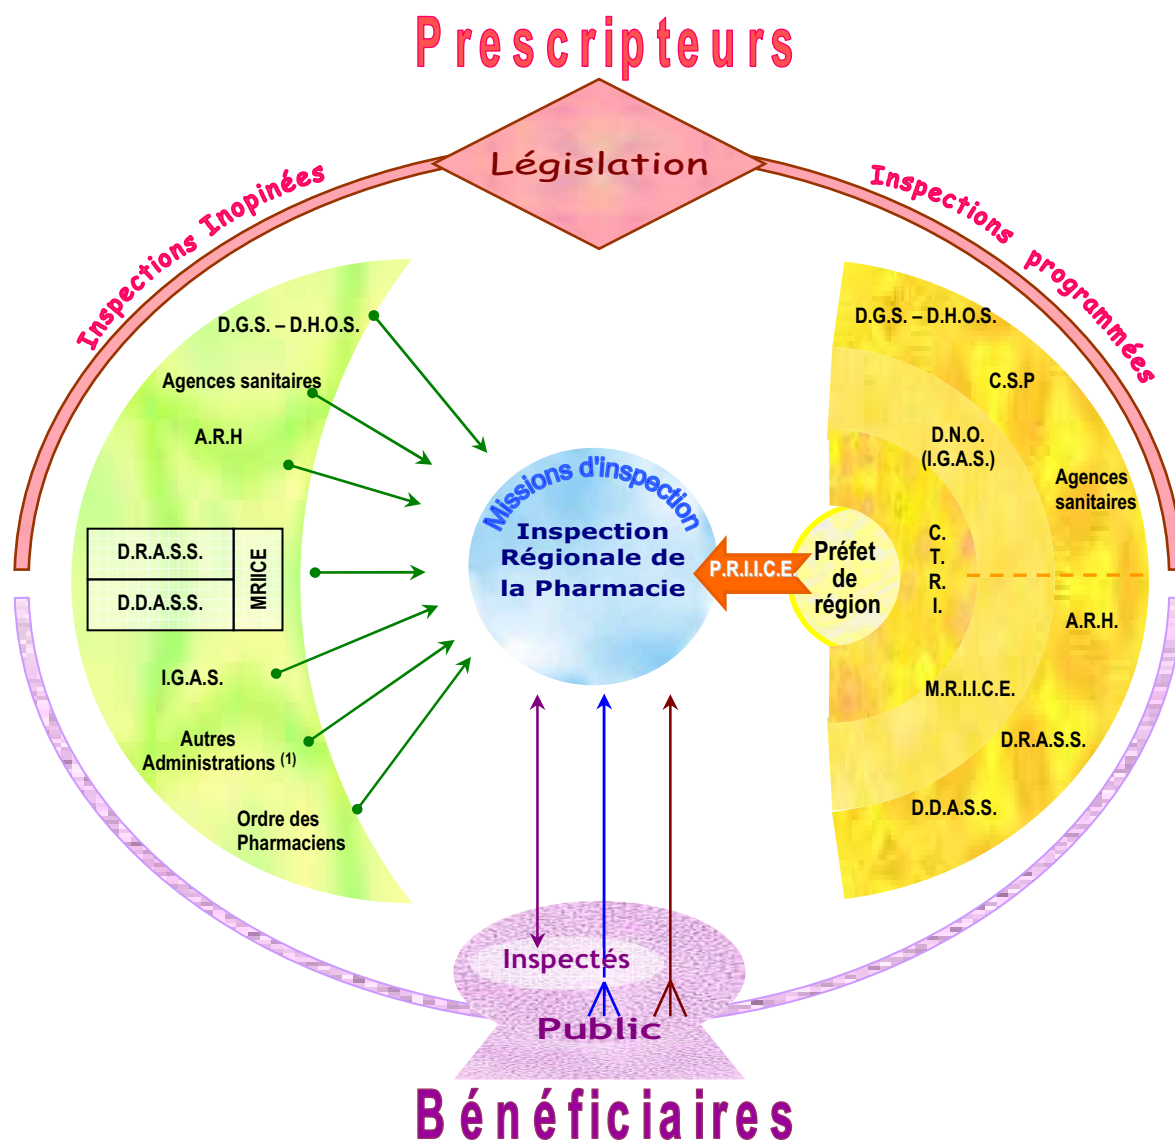 Prescripteurs
Législation
Inspections Inopinées
Inspections programmées
D.G.S. – D.H.O.S.
Agences sanitaires
A.R.H
D.R.A.S.S.
D.D.A.S.S.
MRIICE
I.G.A.S.
Autres
Administrations (1)
Ordre des
Pharmaciens
Missions d'inspection
Inspection
Régionale de
la Pharmacie
P.R.I.I.C.E.
Préfet
de
région
C.
T.
R.
I.
D.N.O.
(I.G.A.S.)
M.R.I.I.C.E.
D.G.S. – D.H.O.S.
C.S.P
Agences
sanitaires
A.R.H.
D.R.A.S.S.
D.D.A.S.S.
Inspectés
Public
Bénéficiaires